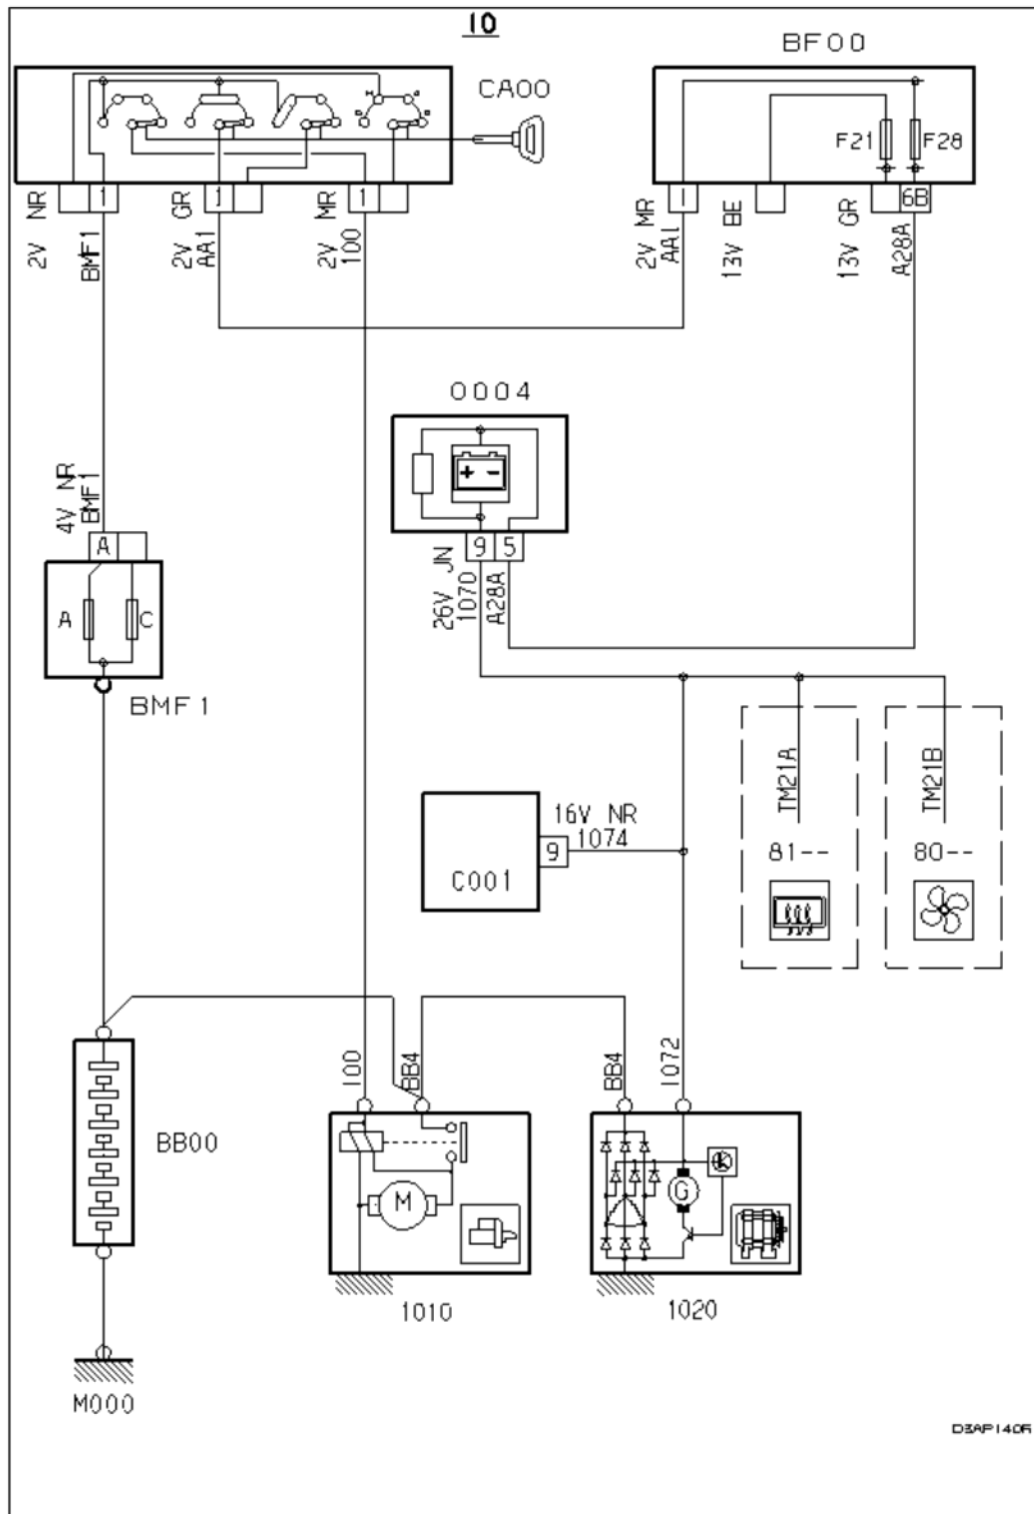 10
BF00
CA00
F21
F28
1
1
1
1
6B
2V NR
BMF1
2V GR
AA1
2V MR
100
2V MR
AA1
13V BE
13V GR
A28A
0004
+ -
4V NR
BMF1
A
9
5
26V JN
1070
A28A
A
C
BMF1
TM21A
TM21B
16V NR
1074
9
C001
81--
80--
100
BB4
BB4
1072
BB00
M
G
1010
1020
M000
D3AP140R